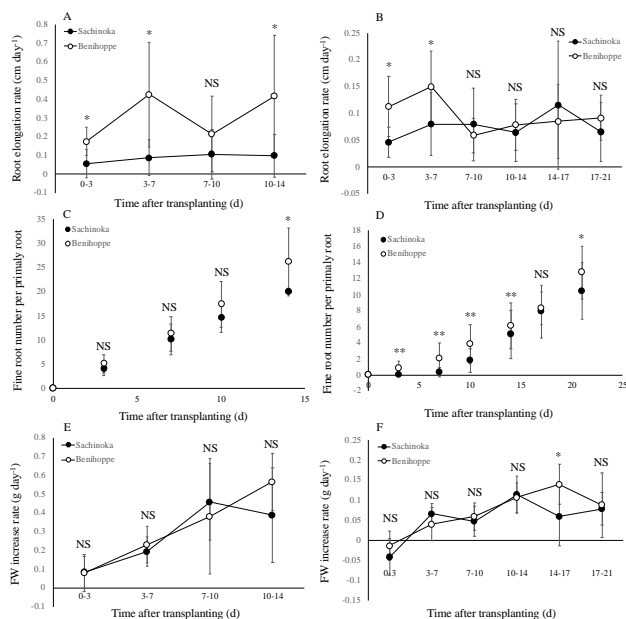 A
Sachinoka
Benihoppe
Root elongation rate (cm day-1)
0.8
0.7
0.6
0.5
0.4
0.3
0.2
0.1
0
-0.1
*
*
NS
*
0-3
3-7
7-10
10-14
Time after transplanting (d)
B
Sachinoka
Benihoppe
Root elongation rate (cm day-1)
0.25
0.2
0.15
0.1
0.05
0
-0.05
*
*
NS
NS
NS
NS
0-3
3-7
7-10
10-14
14-17
17-21
Time after transplanting (d)
C
Sachinoka
Benihoppe
Fine root number per primaly root
35
30
25
20
15
10
5
0
NS
NS
NS
*
0
5
10
15
Time after transplanting (d)
D
Sachinoka
Benihoppe
Fine root number per primaly root
18
16
14
12
10
8
6
4
2
0
-2
**
**
**
**
NS
*
0
5
10
15
20
25
Time after transplanting (d)
E
Sachinoka
Benihoppe
FW increase rate (g day-1)
0.8
0.7
0.6
0.5
0.4
0.3
0.2
0.1
0
-0.1
NS
NS
NS
NS
0-3
3-7
7-10
10-14
Time after transplanting (d)
F
Sachinoka
Benihoppe
FW increase rate (g day-1)
0.25
0.2
0.15
0.1
0.05
0
-0.05
-0.1
-0.15
NS
NS
NS
NS
*
NS
0-3
3-7
7-10
10-14
14-17
17-21
Time after transplanting (d)